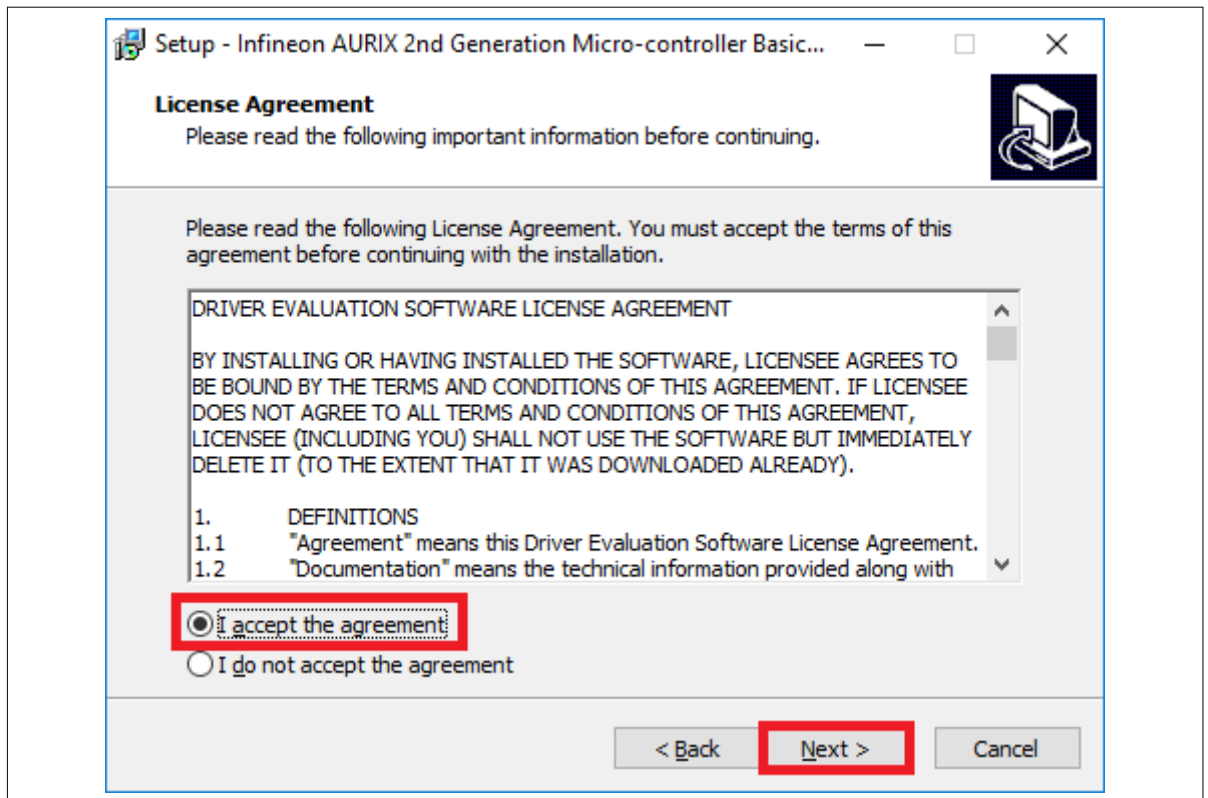 Setup - Infineon AURIX 2nd Generation Micro-controller Basic...
License Agreement
Please read the following important information before continuing.
Please read the following License Agreement. You must accept the terms of this
agreement before continuing with the installation.
DRIVER EVALUATION SOFTWARE LICENSE AGREEMENT
BY INSTALLING OR HAVING INSTALLED THE SOFTWARE, LICENSEE AGREES TO
BE BOUND BY THE TERMS AND CONDITIONS OF THIS AGREEMENT. IF LICENSEE
DOES NOT AGREE TO ALL TERMS AND CONDITIONS OF THIS AGREEMENT,
LICENSEE (INCLUDING YOU) SHALL NOT USE THE SOFTWARE BUT IMMEDIATELY
DELETE IT (TO THE EXTENT THAT IT WAS DOWNLOADED ALREADY).
1. DEFINITIONS
1.1 "Agreement" means this Driver Evaluation Software License Agreement.
1.2 "Documentation" means the technical information provided along with
I accept the agreement
I do not accept the agreement
< Back Next > Cancel